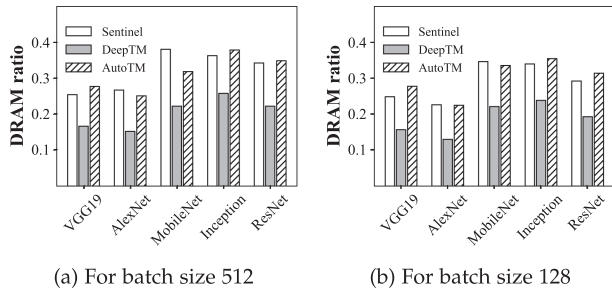 DRAM ratio
0.4
0.3
0.2
0.1
Sentinel
DeepTM
AutoTM
VGG19
AlexNet
MobileNet
Inception
ResNet
(a) For batch size 512
DRAM ratio
0.4
0.3
0.2
0.1
Sentinel
DeepTM
AutoTM
VGG19
AlexNet
MobileNet
Inception
ResNet
(b) For batch size 128